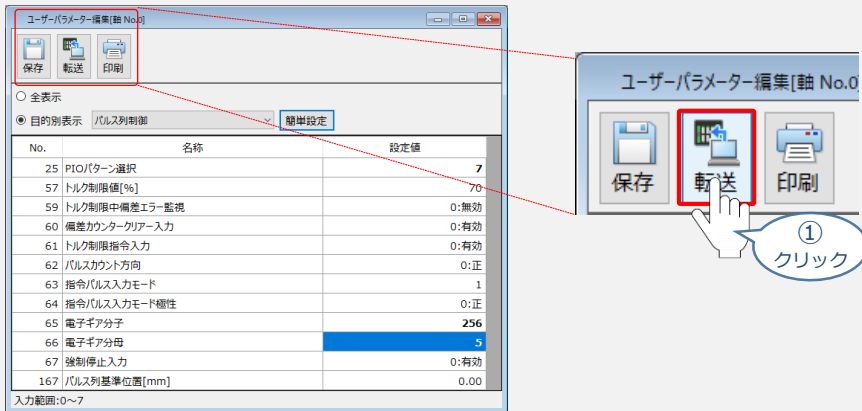 ユーザーパラメーター編集[軸 No.0]
保存 転送 印刷
全表示
目的別表示 パルス列制御 簡単設定
No. 名称 設定値
25 PIOパターン選択 7
57 トルク制限値[%] 70
59 トルク制限中偏差エラー監視 0:無効
60 偏差カウンタークリアー入力 0:有効
61 トルク制限指令入力 0:有効
62 パルスカウント方向 0:正
63 指令パルス入力モード 1
64 指令パルス入力モード極性 0:正
65 電子ギア分子 256
66 電子ギア分母 5
67 強制停止入力 0:有効
167 パルス列基準位置[mm] 0.00
入力範囲:0～7
ユーザーパラメーター編集[軸 No.0]
保存 転送 印刷
①
クリック